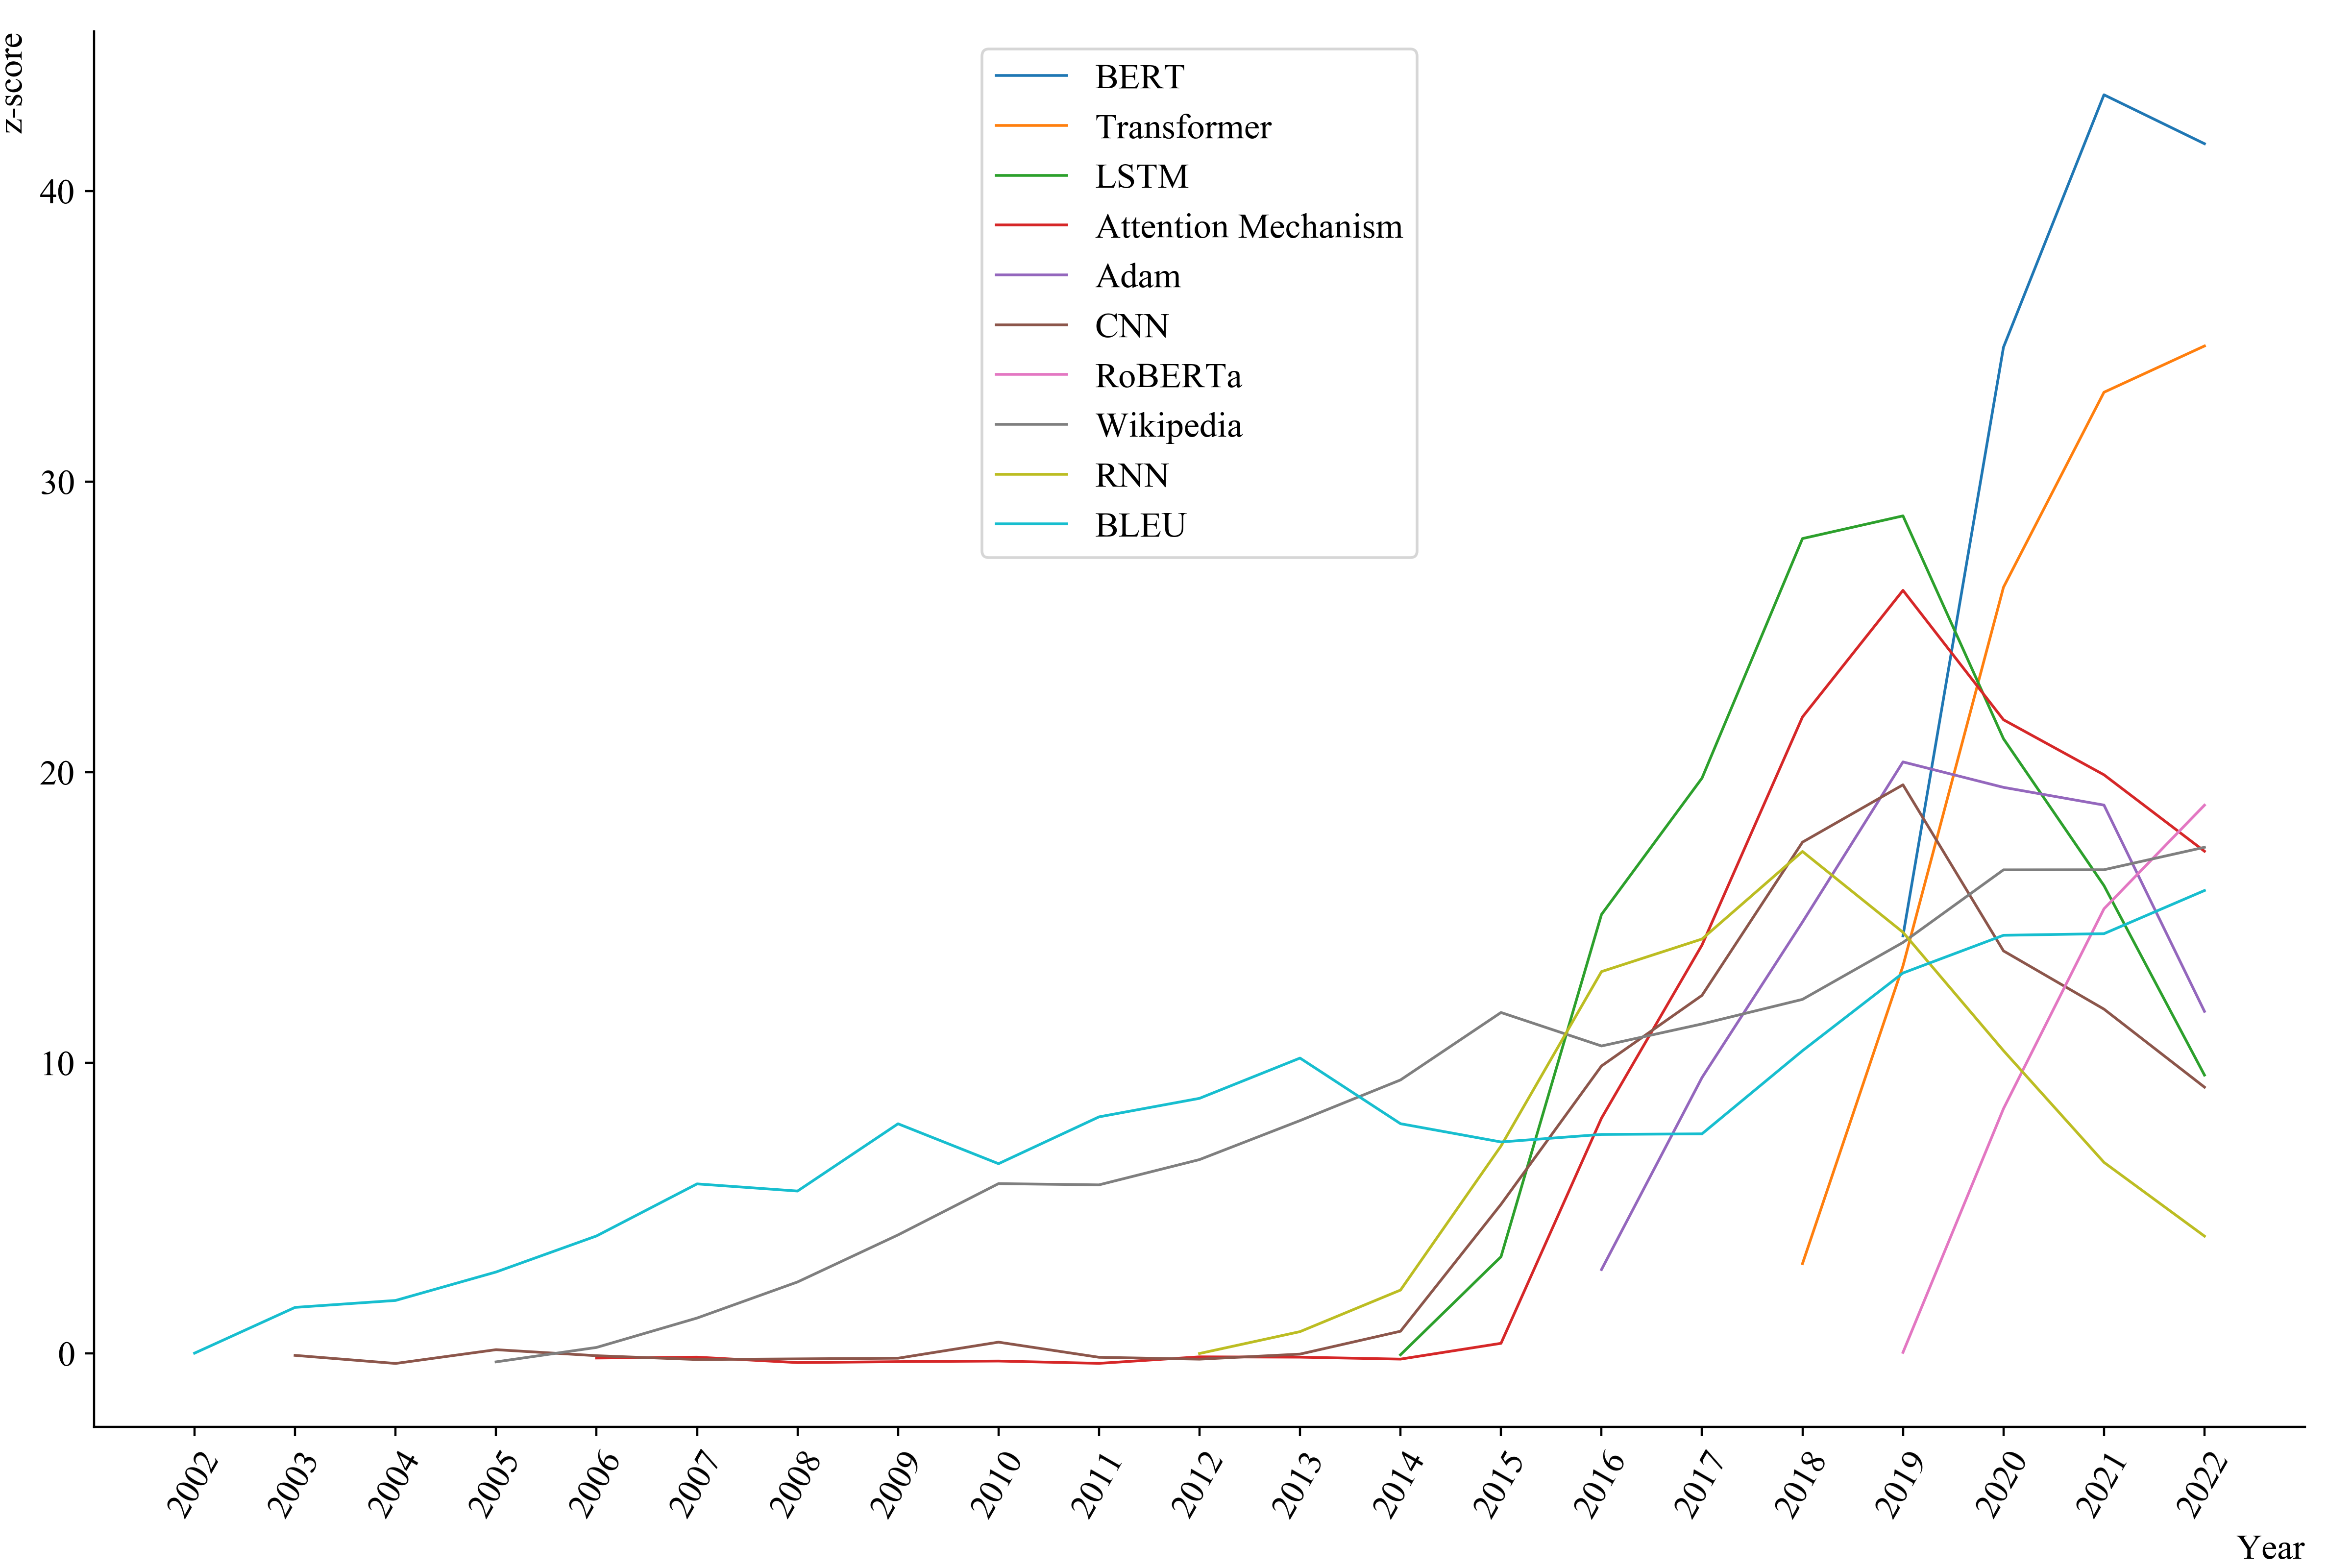 z-score
40
30
20
10
0
BERT
Transformer
LSTM
Attention Mechanism
Adam
CNN
RoBERTa
Wikipedia
RNN
BLEU
2002 2003 2004 2005 2006 2007 2008 2009 2010 2011 2012 2013 2014 2015 2016 2017 2018 2019 2020 2021 2022
Year